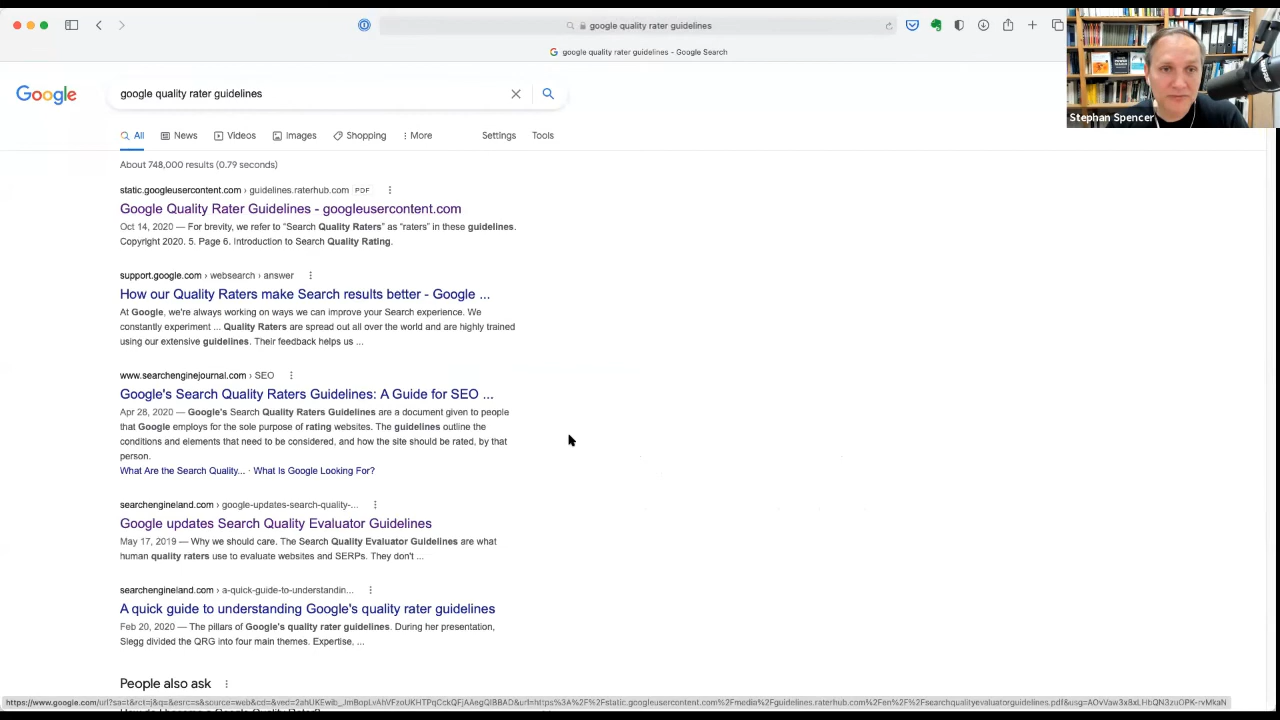 google quality rater guidelines
google quality rater guidelines - Google Search
Stephan Spencer
Google
google quality rater guidelines
All
News
Videos
Images
Shopping
More
Settings
Tools
About 748,000 results (0.79 seconds)
static.googleusercontent.com › guidelines.raterhub.com PDF
Google Quality Rater Guidelines - googleusercontent.com
Oct 14, 2020 — For brevity, we refer to “Search Quality Raters” as “raters” in these guidelines.
Copyright 2020. 5. Page 6. Introduction to Search Quality Rating.
support.google.com › websearch › answer
How our Quality Raters make Search results better - Google ...
At Google, we're always working on ways we can improve your Search experience. We
constantly experiment ... Quality Raters are spread out all over the world and are highly trained
using our extensive guidelines. Their feedback helps us ...
www.searchenginejournal.com › SEO
Google's Search Quality Raters Guidelines: A Guide for SEO ...
Apr 28, 2020 — Google's Search Quality Raters Guidelines are a document given to people
that Google employs for the sole purpose of rating websites. The guidelines outline the
conditions and elements that need to be considered, and how the site should be rated, by that
person.
What Are the Search Quality... · What Is Google Looking For?
searchengineland.com › google-updates-search-quality-...
Google updates Search Quality Evaluator Guidelines
May 17, 2019 — Why we should care. The Search Quality Evaluator Guidelines are what
human quality raters use to evaluate websites and SERPs. They don't ...
searchengineland.com › a-quick-guide-to-understandin...
A quick guide to understanding Google's quality rater guidelines
Feb 20, 2020 — The pillars of Google's quality rater guidelines. During her presentation,
Slegg divided the QRG into four main themes. Expertise, ...
People also ask